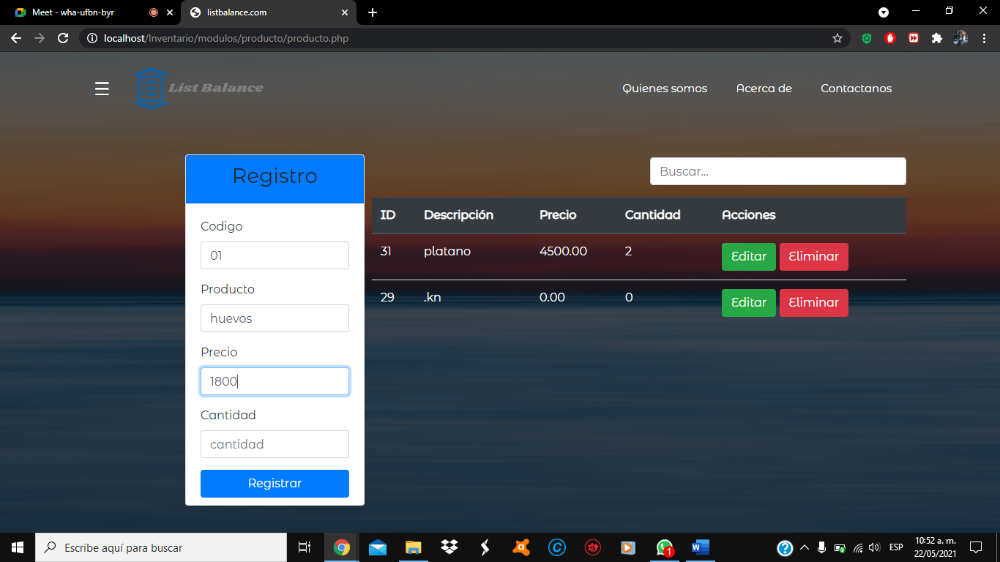 Meet - wha-ufbn-byr
listbalance.com
localhost/Inventario/modulos/producto/producto.php
List Balance
Quienes somos
Acerca de
Contactanos
Registro
Codigo
01
Producto
huevos
Precio
1800
Cantidad
cantidad
Registrar
Buscar...
ID Descripción Precio Cantidad Acciones
31 platano 4500.00 2 Editar Eliminar
29 .kn 0.00 0 Editar Eliminar
Escribe aquí para buscar
1
ESP
10:52 a. m.
22/05/2021